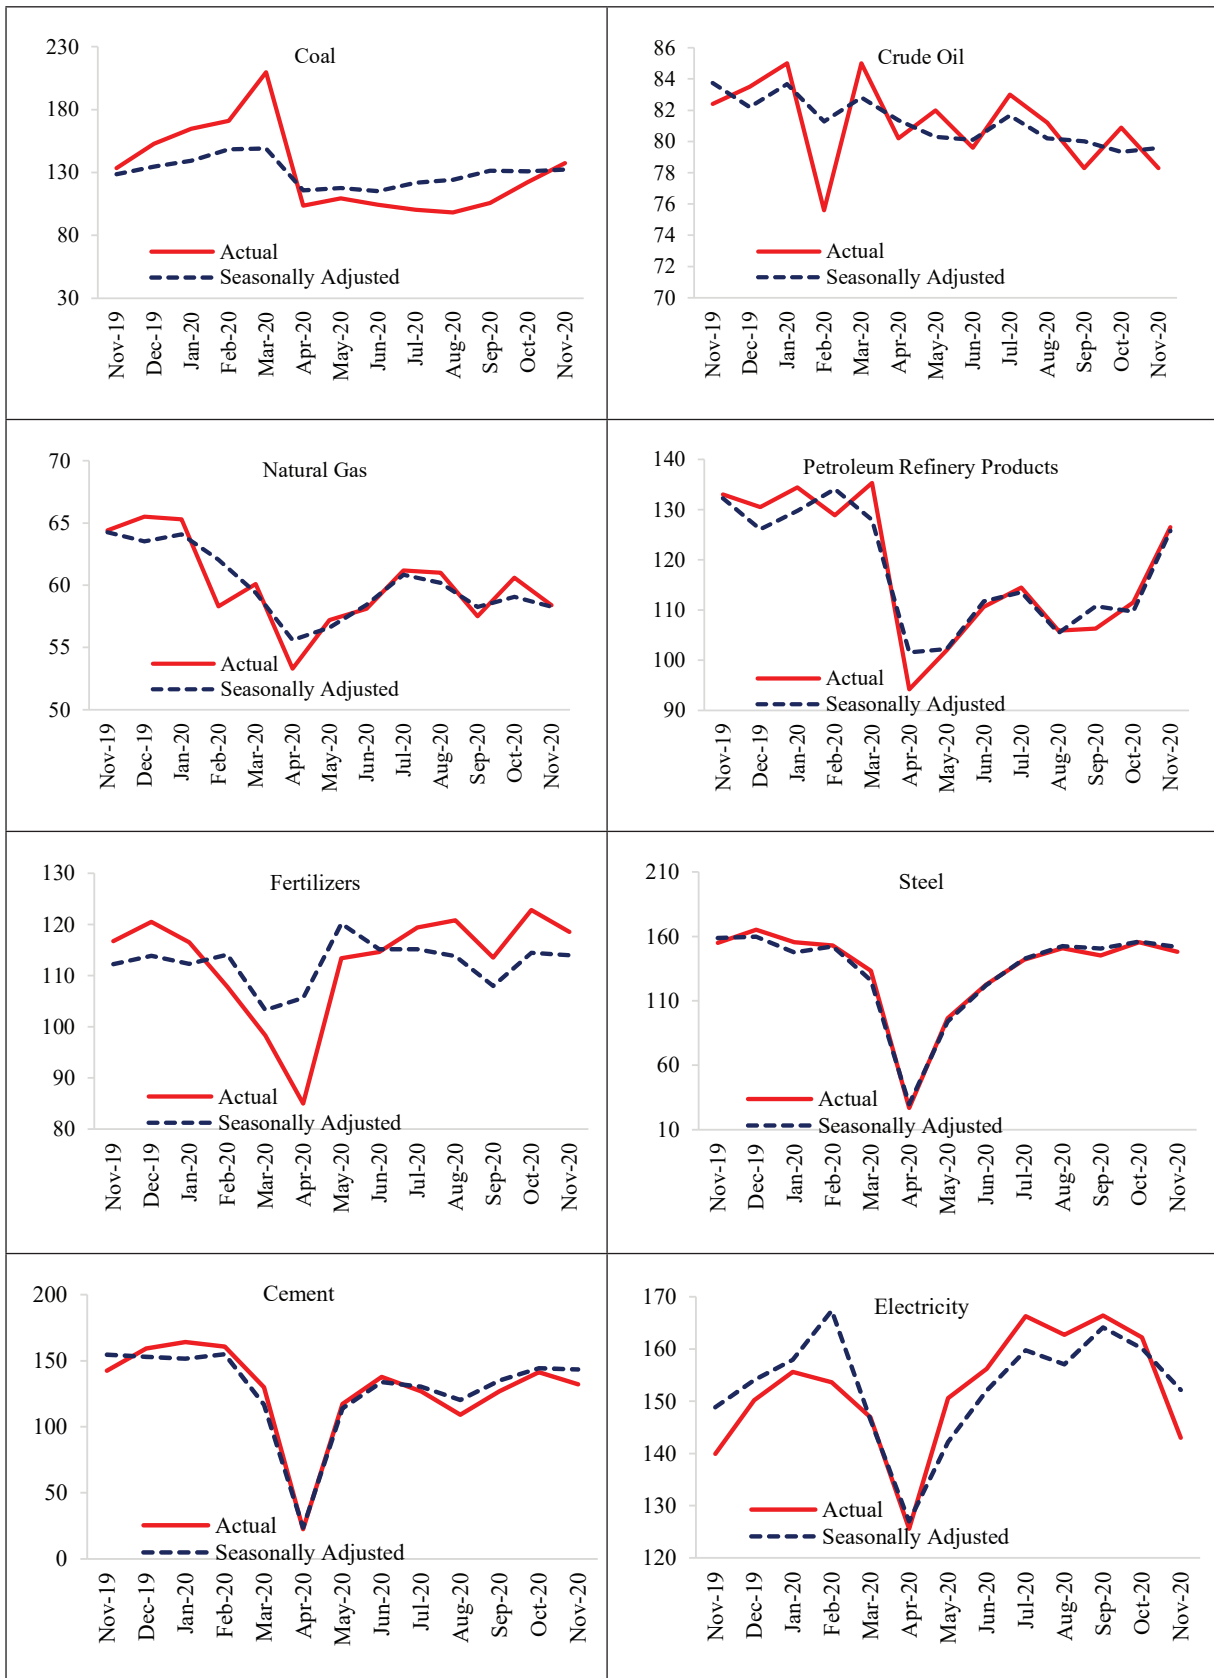 Coal
230
180
130
80
30
Actual
Seasonally Adjusted
Nov-19
Dec-19
Jan-20
Feb-20
Mar-20
Apr-20
May-20
Jun-20
Jul-20
Aug-20
Sep-20
Oct-20
Nov-20
Crude Oil
86
84
82
80
78
76
74
72
70
Actual
Seasonally Adjusted
Nov-19
Dec-19
Jan-20
Feb-20
Mar-20
Apr-20
May-20
Jun-20
Jul-20
Aug-20
Sep-20
Oct-20
Nov-20
Natural Gas
70
65
60
55
50
Actual
Seasonally Adjusted
Nov-19
Dec-19
Jan-20
Feb-20
Mar-20
Apr-20
May-20
Jun-20
Jul-20
Aug-20
Sep-20
Oct-20
Nov-20
Petroleum Refinery Products
140
130
120
110
100
90
Actual
Seasonally Adjusted
Nov-19
Dec-19
Jan-20
Feb-20
Mar-20
Apr-20
May-20
Jun-20
Jul-20
Aug-20
Sep-20
Oct-20
Nov-20
Fertilizers
130
120
110
100
90
80
Actual
Seasonally Adjusted
Nov-19
Dec-19
Jan-20
Feb-20
Mar-20
Apr-20
May-20
Jun-20
Jul-20
Aug-20
Sep-20
Oct-20
Nov-20
Steel
210
160
110
60
10
Actual
Seasonally Adjusted
Nov-19
Dec-19
Jan-20
Feb-20
Mar-20
Apr-20
May-20
Jun-20
Jul-20
Aug-20
Sep-20
Oct-20
Nov-20
Cement
200
150
100
50
0
Actual
Seasonally Adjusted
Nov-19
Dec-19
Jan-20
Feb-20
Mar-20
Apr-20
May-20
Jun-20
Jul-20
Aug-20
Sep-20
Oct-20
Nov-20
Electricity
170
160
150
140
130
120
Actual
Seasonally Adjusted
Nov-19
Dec-19
Jan-20
Feb-20
Mar-20
Apr-20
May-20
Jun-20
Jul-20
Aug-20
Sep-20
Oct-20
Nov-20